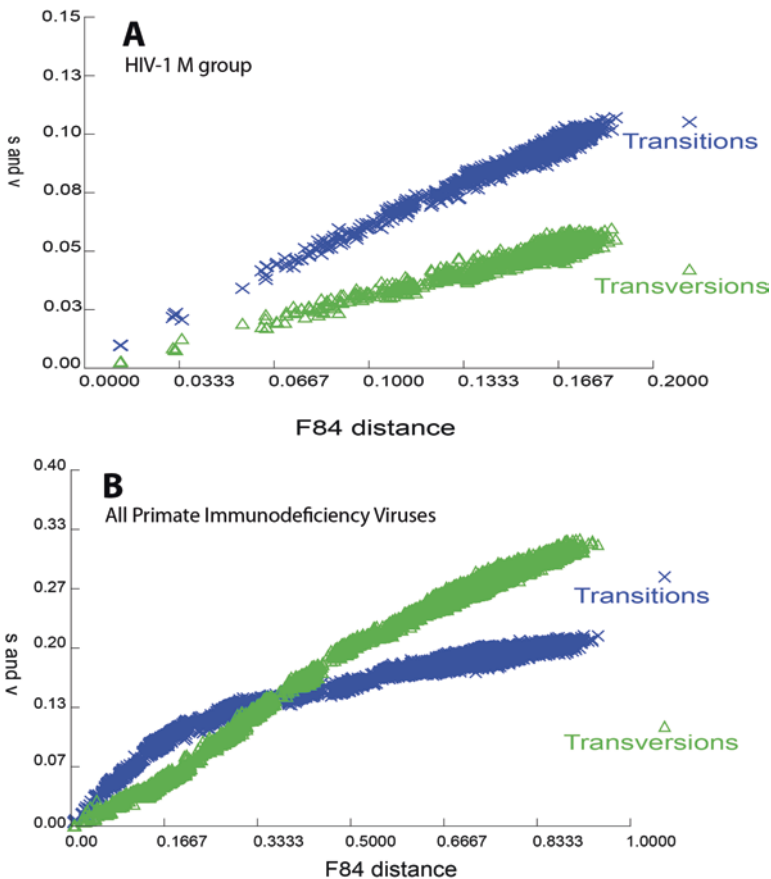 0.15
A
HIV-1 M group
0.13
0.10
Transitions
0.08
s and v
0.05
Transversions
0.03
0.00
0.0000 0.0333 0.0667 0.1000 0.1333 0.1667 0.2000
F84 distance
0.40
B
All Primate Immunodeficiency Viruses
0.33
0.27
Transitions
0.20
s and v
0.13
Transversions
0.07
0.00
0.00 0.1667 0.3333 0.5000 0.6667 0.8333 1.0000
F84 distance